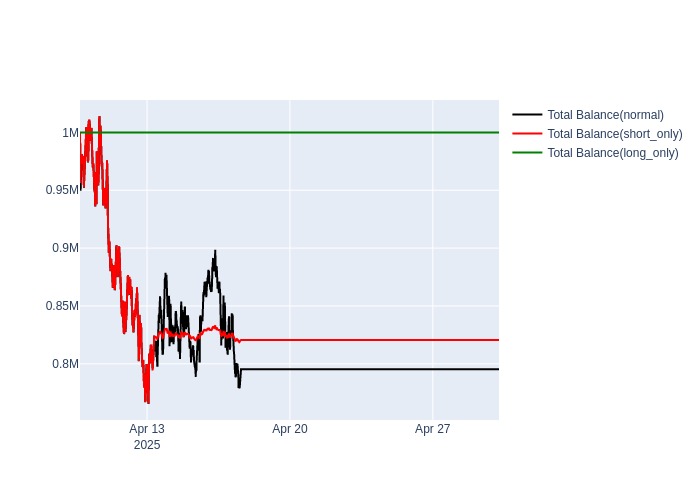 1M
0.95M
0.9M
0.85M
0.8M
Apr 13
2025
Apr 20
Apr 27
Total Balance(normal)
Total Balance(short_only)
Total Balance(long_only)